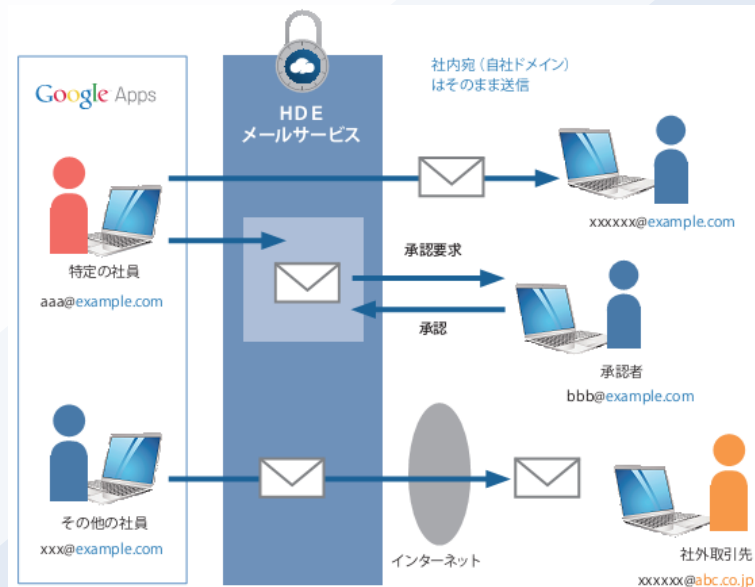 Google Apps
HDE
メールサービス
社内宛（自社ドメイン）
はそのまま送信
特定の社員
aaa@example.com
xxxxxx@example.com
承認要求
承認
承認者
bbb@example.com
その他の社員
xxx@example.com
インターネット
社外取引先
xxxxxx@abc.co.jp